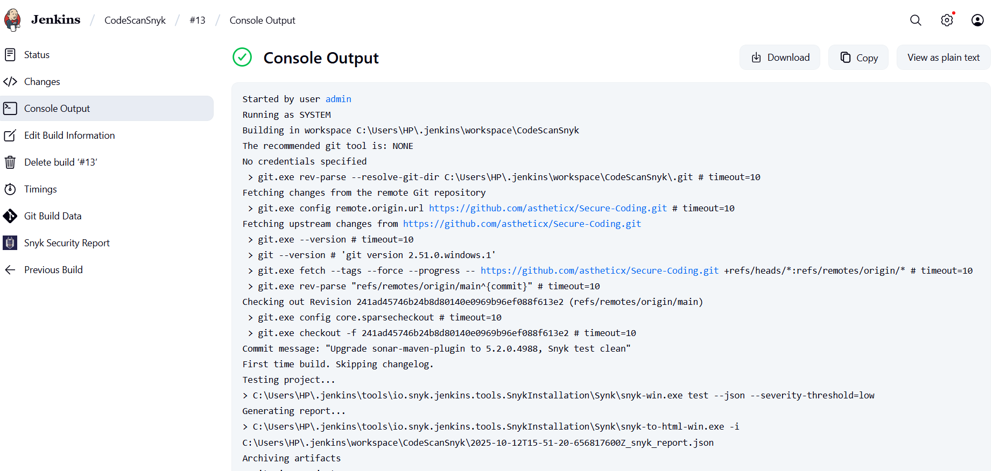 Jenkins / CodeScanSnyk / #13 / Console Output
Status
Changes
Console Output
Edit Build Information
Delete build ‘#13’
Timings
Git Build Data
Snyk Security Report
Previous Build
Console Output
Download
Copy
View as plain text
Started by user admin
Running as SYSTEM
Building in workspace C:\Users\HP\.jenkins\workspace\CodeScanSnyk
The recommended git tool is: NONE
No credentials specified
> git.exe rev-parse --resolve-git-dir C:\Users\HP\.jenkins\workspace\CodeScanSnyk\.git # timeout=10
Fetching changes from the remote Git repository
> git.exe config remote.origin.url https://github.com/astheticx/Secure-Coding.git # timeout=10
Fetching upstream changes from https://github.com/astheticx/Secure-Coding.git
> git.exe --version # timeout=10
> git --version # 'git version 2.51.0.windows.1'
> git.exe fetch --tags --force --progress -- https://github.com/astheticx/Secure-Coding.git +refs/heads/*:refs/remotes/origin/* # timeout=10
> git.exe rev-parse "refs/remotes/origin/main^{commit}" # timeout=10
Checking out Revision 241ad45746b24b8d80140e0969b96ef088f613e2 (refs/remotes/origin/main)
> git.exe config core.sparsecheckout # timeout=10
> git.exe checkout -f 241ad45746b24b8d80140e0969b96ef088f613e2 # timeout=10
Commit message: "Upgrade sonar-maven-plugin to 5.2.0.4988, Snyk test clean"
First time build. Skipping changelog.
Testing project...
> C:\Users\HP\.jenkins\tools\io.snyk.jenkins.tools.SnykInstallation\Synk\snyk-win.exe test --json --severity-threshold=low
Generating report...
> C:\Users\HP\.jenkins\tools\io.snyk.jenkins.tools.SnykInstallation\Synk\snyk-to-html-win.exe -i
C:\Users\HP\.jenkins\workspace\CodeScanSnyk\2025-10-12T15-51-20-656817600Z_snyk_report.json
Archiving artifacts